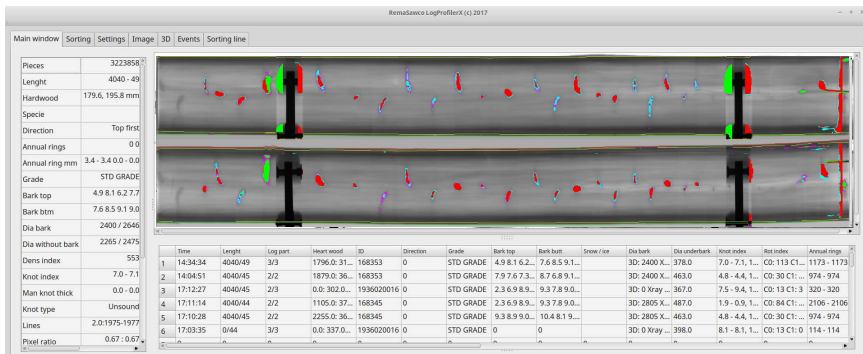 RemaSawco LogProfilerX (c) 2017
Main window Sorting Settings Image 3D Events Sorting line
Pieces 3223858
Lenght 4040 - 49
Hardwood 179.6, 195.8 mm
Specie
Direction Top first
Annual rings 0 0
Annual ring mm 3.4 - 3.4 0.0 - 0.0
Grade STD GRADE
Bark top 4.9 8.1 6.2 7.7
Bark btm 7.6 8.5 9.1 9.0
Dia bark 2400 / 2646
Dia without bark 2265 / 2475
Dens index 553
Knot index 7.0 - 7.1
Man knot thick 0.0 - 0.0
Knot type Unsound
Lines 2.0:1975-1977
Pixel ratio 0.67 : 0.67
Time Lenght Log part Heart wood ID Direction Grade Bark top Bark butt Snow / ice Dia bark Dia underbark Knot index Rot index Annual rings
1 14:34:34 4040/49 3/3 1796.0: 31... 168353 0 STD GRADE 4.9 8.1 6.2... 7.6 8.5 9.1... 3D: 2400 X... 378.0 7.0 - 7.1, 1... C0: 113 C1:... 1173 - 1173
2 14:04:51 4040/45 2/2 1879.0: 36... 168353 0 STD GRADE 7.9 7.6 7.3... 8.7 6.8 9.1... 3D: 2400 X... 463.0 4.8 - 4.4, 1... C0: 30 C1: ... 974 - 974
3 17:12:27 4040/45 2/3 0.0: 302.0... 1936020016 0 STD GRADE 2.3 6.9 8.9... 9.3 7.8 9.0... 3D: 0 Xray ... 367.0 7.5 - 9.4, 1... C0: 13 C1: 3 320 - 320
4 17:11:14 4040/44 2/2 1105.0: 37... 168345 0 STD GRADE 2.3 6.9 8.9... 9.3 7.8 9.0... 3D: 2805 X... 487.0 1.9 - 0.9, 1... C0: 84 C1: ... 2106 - 2106
5 17:10:28 4040/45 2/2 2255.0: 36... 168345 0 STD GRADE 9.3 8.9 9.0... 10.4 8.1 9.... 3D: 2805 X... 463.0 4.8 - 4.4, 1... C0: 30 C1: ... 974 - 974
6 17:03:35 0/44 3/3 0.0: 337.0... 1936020016 0 STD GRADE 0 0 3D: 0 Xray ... 398.0 8.1 - 8.1, 1... C0: 13 C1: 0 114 - 114